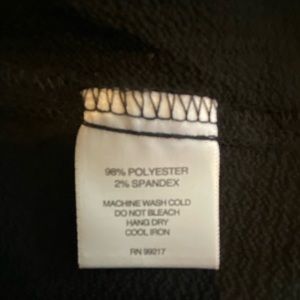 98% POLYESTER
2% SPANDEX
MACHINE WASH COLD
DO NOT BLEACH
HANG DRY
COOL IRON
RN 99217